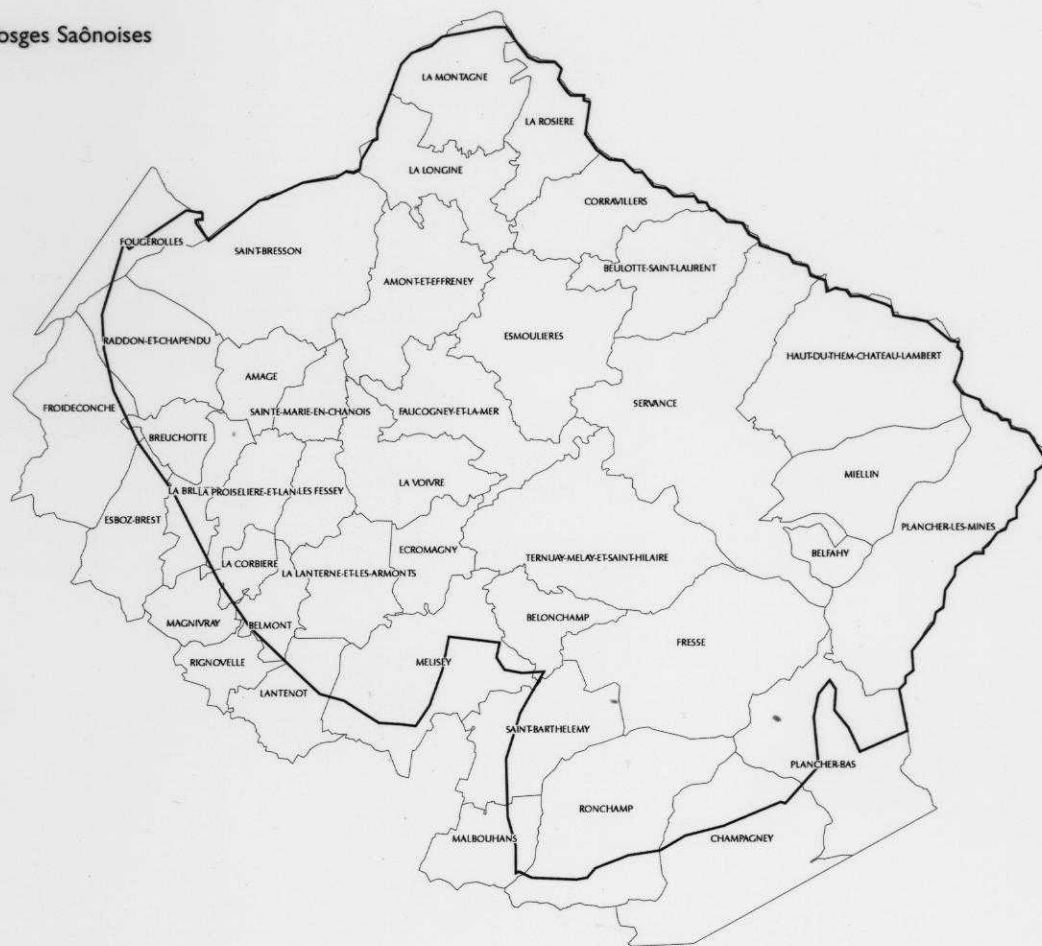 osges Saônoises
LA MONTAGNE
LA ROSIERE
LA LONGINE
CORRAVILLERS
FOUGEROLLES
SAINT-BRESSON
BEULOTTE-SAINT-LAURENT
AMONT-ET-EFFRENEY
ESMOULIERES
RADDON-ET-CHAPENDU
HAUT-DU-THEM-CHATEAU-LAMBERT
AMAGE
SERVANCE
FROIDECONCHE
SAINTE-MARIE-EN-CHANOIS
FAUCOGNEY-ET-LA-MER
BREUCHOTTE
MIELLIN
LA VOIVRE
LA BRU
LA PROISELIERE-ET-LAN
LES FESSEY
ESBOZ-BREST
PLANCHER-LES-MINES
ECROMAGNY
BELFAHY
TERNUAY-MELAY-ET-SAINT HILAIRE
LA CORBIERE
LA LANTERNE-ET-LES-ARMONTS
BELONCHAMP
MAGNIVRAY
BELMONT
FRESSE
RIGNOVELLE
MELISEY
LANTENOT
SAINT-BARTHELEMY
PLANCHER-BAS
RONCHAMP
MALBOUHANS
CHAMPAGNEY